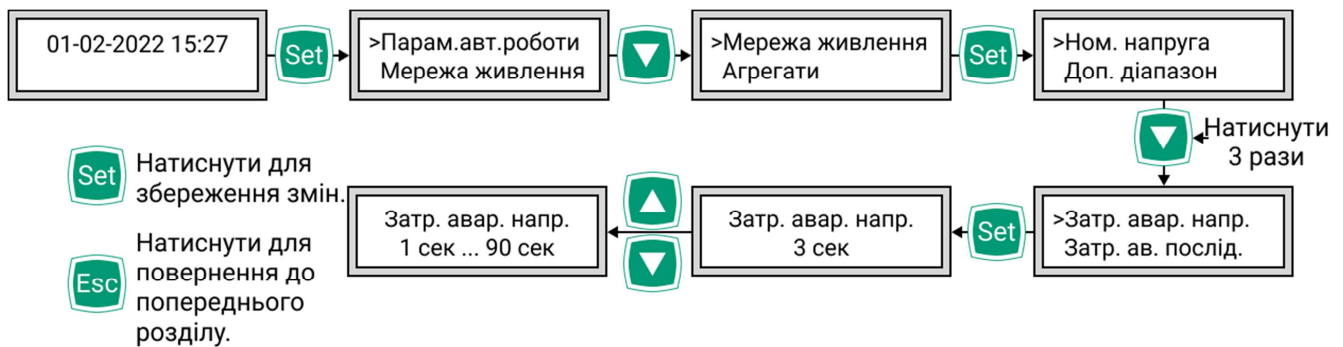 01-02-2022 15:27
Set
>Парам.авт.роботи
Мережа живлення
>Мережа живлення
Агрегати
Set
>Ном. напруга
Доп. діапазон
Натиснути
3 рази
>Затр. авар. напр.
Затр. ав. послід.
Set
Затр. авар. напр.
3 сек
Затр. авар. напр.
1 сек ... 90 сек
Set
Натиснути для
збереження змін.
Esc
Натиснути для
повернення до
попереднього
розділу.